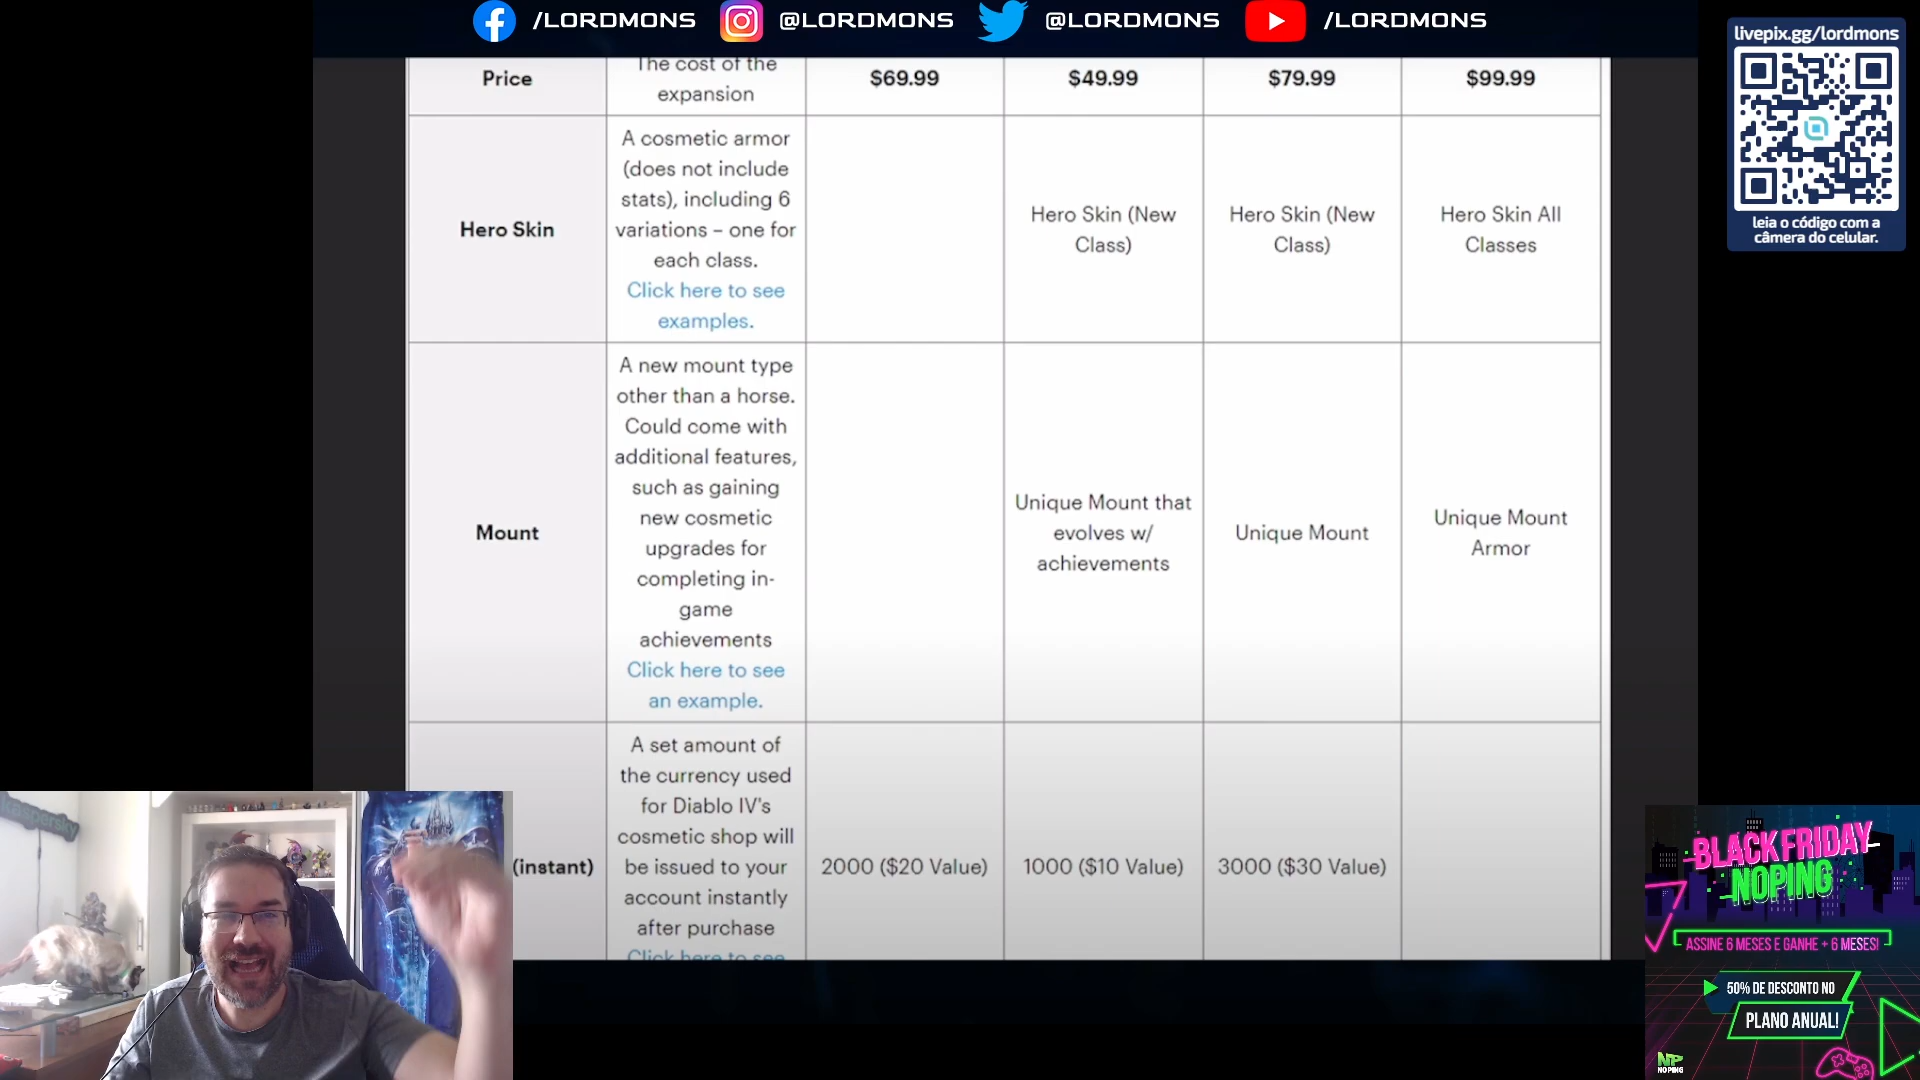 /LORDMONS
@LORDMONS
@LORDMONS
/LORDMONS
livepix.gg/lordmons
leia o código com a
câmera do celular.
Price
The cost of the
expansion
$69.99
$49.99
$79.99
$99.99
Hero Skin
A cosmetic armor
(does not include
stats), including 6
variations – one for
each class.
Click here to see
examples.
Hero Skin (New
Class)
Hero Skin (New
Class)
Hero Skin All
Classes
Mount
A new mount type
other than a horse.
Could come with
additional features,
such as gaining
new cosmetic
upgrades for
completing in-
game
achievements
Click here to see
an example.
Unique Mount that
evolves w/
achievements
Unique Mount
Unique Mount
Armor
(instant)
A set amount of
the currency used
for Diablo IV's
cosmetic shop will
be issued to your
account instantly
after purchase
Click here to see
2000 ($20 Value)
1000 ($10 Value)
3000 ($30 Value)
kaspersky
BLACK FRIDAY
NOPING
ASSINE 6 MESES E GANHE + 6 MESES!
50% DE DESCONTO NO
PLANO ANUAL!
NP
NOPING